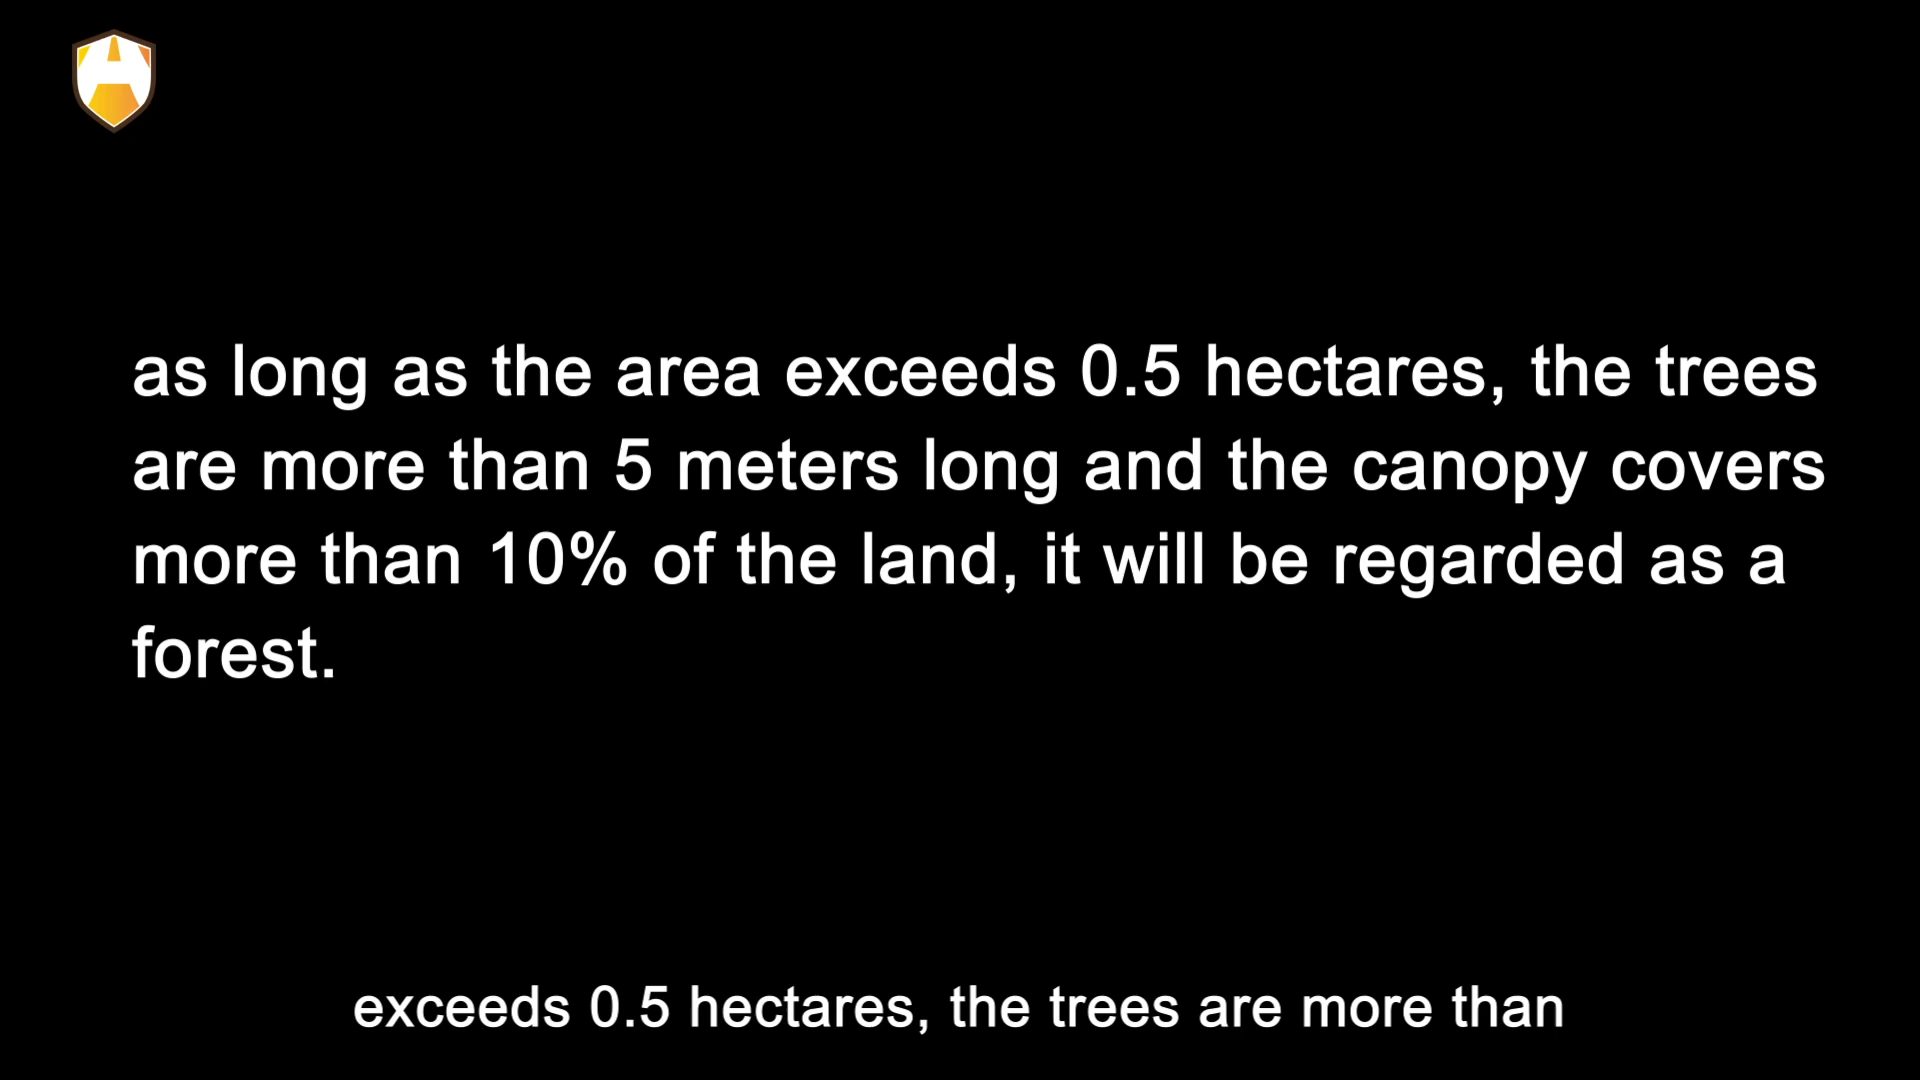 as long as the area exceeds 0.5 hectares, the trees
are more than 5 meters long and the canopy covers
more than 10% of the land, it will be regarded as a
forest.
exceeds 0.5 hectares, the trees are more than